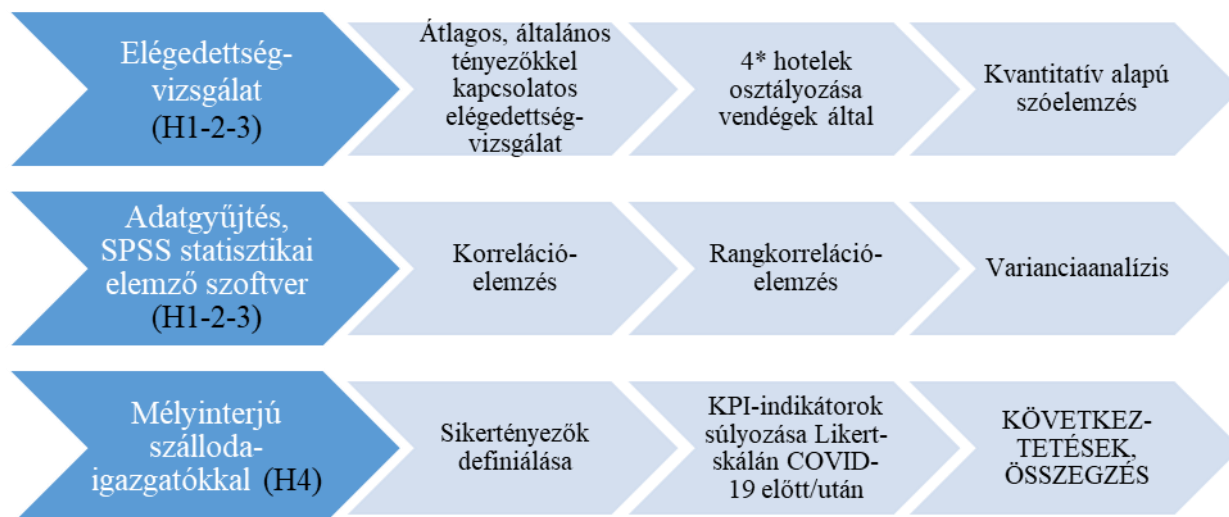 Elégedettség-
vizsgálat
(H1-2-3)
Átlagos, általános
tényezőkkel
kapcsolatos
elégedettség-
vizsgálat
4* hotelek
osztályozása
vendégek által
Kvantitatív alapú
szóelemzés
Adatgyűjtés,
SPSS statisztikai
elemző szoftver
(H1-2-3)
Korreláció-
elemzés
Rangkorreláció-
elemzés
Varianciaanalízis
Mélyinterjú
szálloda-
igazgatókkal (H4)
Sikertényezők
definiálása
KPI-indikátorok
súlyozása Likert-
skálán COVID-
19 előtt/után
KÖVETKEZ-
TETÉSEK,
ÖSSZEGZÉS